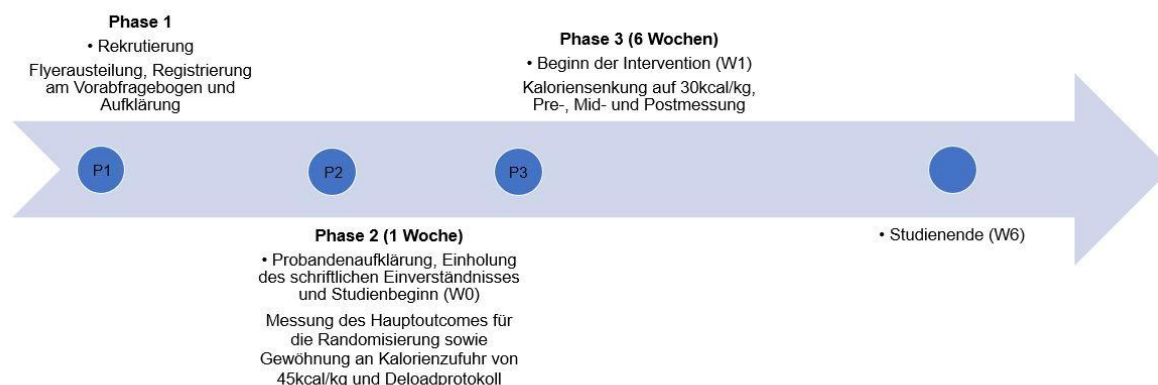 Phase 1
• Rekrutierung
Flyerausteilung, Registrierung
am Vorabfragebogen und
Aufklärung
Phase 3 (6 Wochen)
• Beginn der Intervention (W1)
Kaloriensenkung auf 30kcal/kg,
Pre-, Mid- und Postmessung
P1
P2
P3
Phase 2 (1 Woche)
• Probandenaufklärung, Einholung
des schriftlichen Einverständnisses
und Studienbeginn (W0)
Messung des Hauptoutcomes für
die Randomisierung sowie
Gewöhnung an Kalorienzufuhr von
45kcal/kg und Deloadprotokoll
• Studienende (W6)